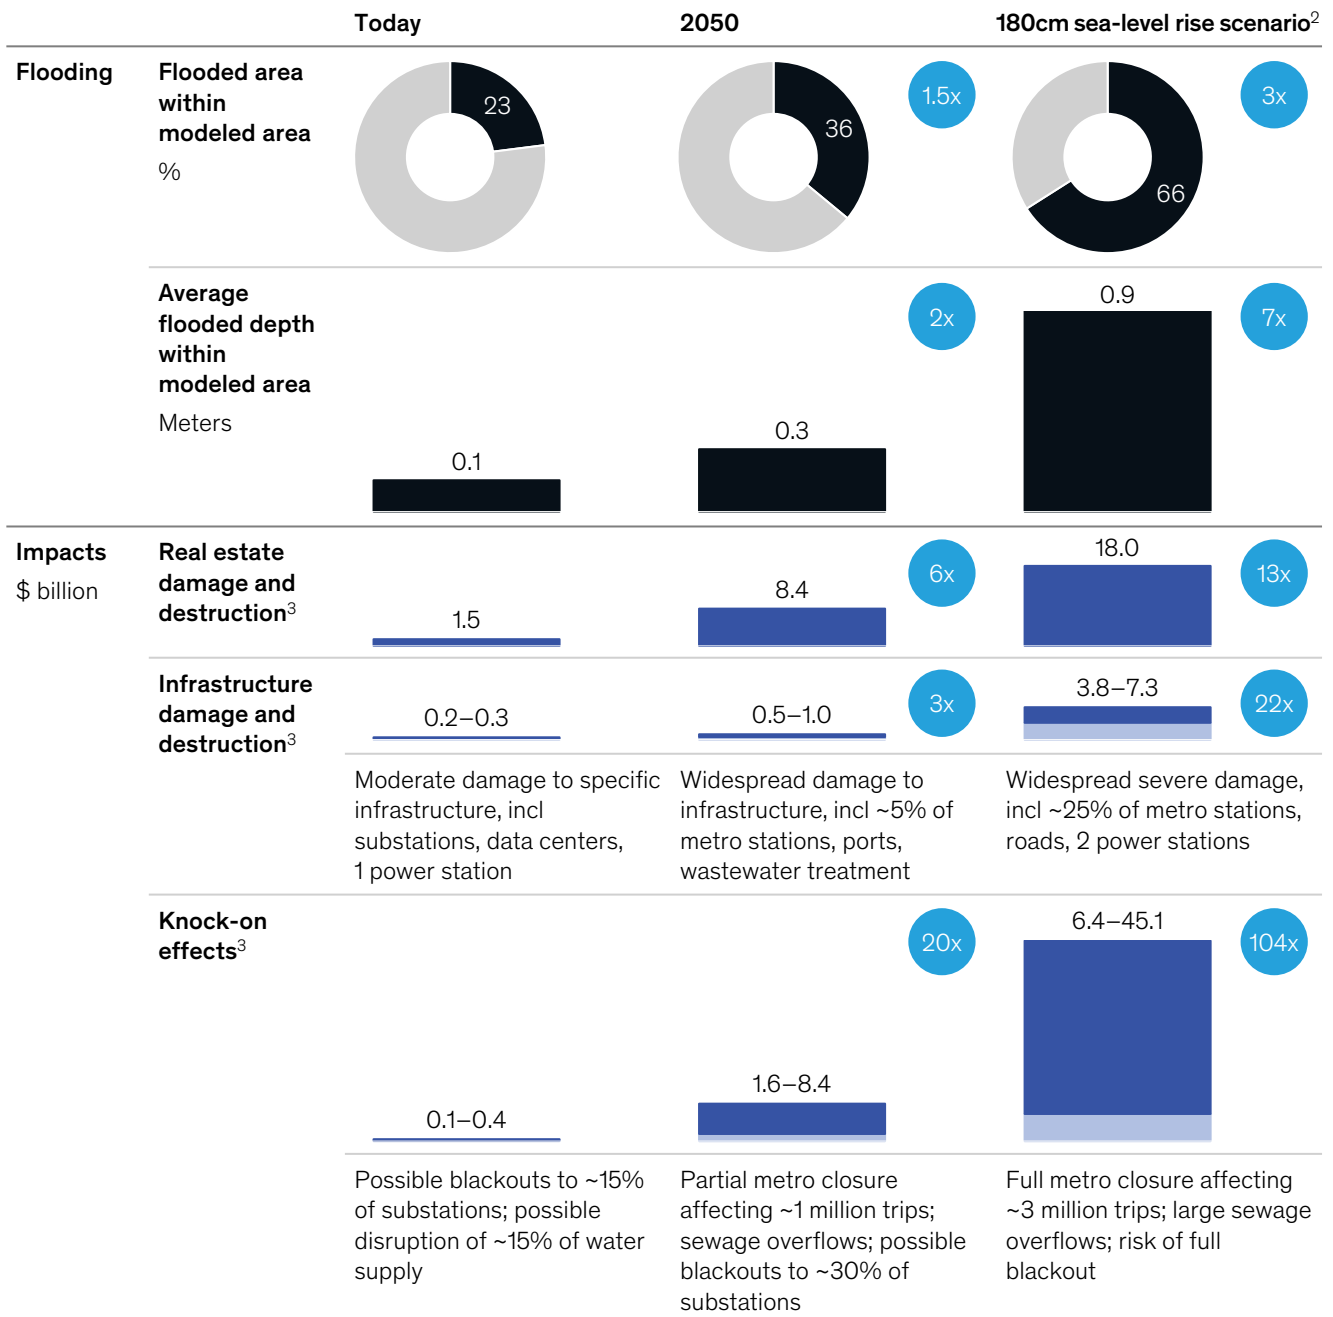 Today
2050
180cm sea-level rise scenario2
Flooding
Flooded area
within
modeled area
%
23
36
1.5x
66
3x
Average
flooded depth
within
modeled area
Meters
0.1
0.3
2x
0.9
7x
Impacts
$ billion
Real estate
damage and
destruction3
1.5
8.4
6x
18.0
13x
Infrastructure
damage and
destruction3
0.2–0.3
0.5–1.0
3x
3.8–7.3
22x
Moderate damage to specific
infrastructure, incl
substations, data centers,
1 power station
Widespread damage to
infrastructure, incl ~5% of
metro stations, ports,
wastewater treatment
Widespread severe damage,
incl ~25% of metro stations,
roads, 2 power stations
Knock-on
effects3
0.1–0.4
1.6–8.4
20x
6.4–45.1
104x
Possible blackouts to ~15%
of substations; possible
disruption of ~15% of water
supply
Partial metro closure
affecting ~1 million trips;
sewage overflows; possible
blackouts to ~30% of
substations
Full metro closure affecting
~3 million trips; large sewage
overflows; risk of full
blackout